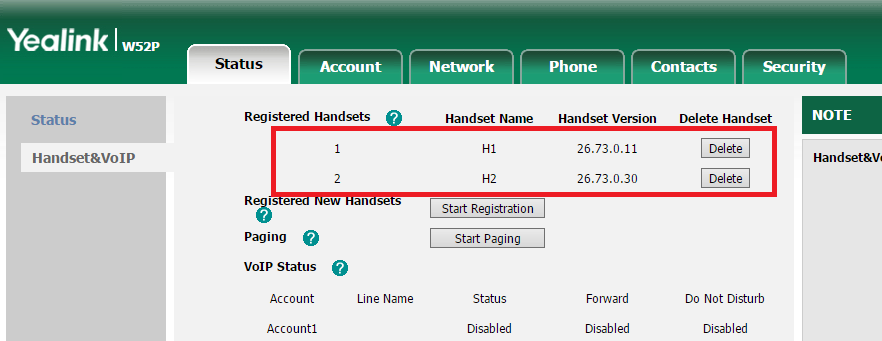 Yealink | W52P
Status Account Network Phone Contacts Security
Status
Handset&VoIP
Registered Handsets ? Handset Name Handset Version Delete Handset
1 H1 26.73.0.11 Delete
2 H2 26.73.0.30 Delete
Registered New Handsets ? Start Registration
Paging ? Start Paging
VoIP Status ?
Account Line Name Status Forward Do Not Disturb
Account1 Disabled Disabled Disabled
NOTE
Handset&V